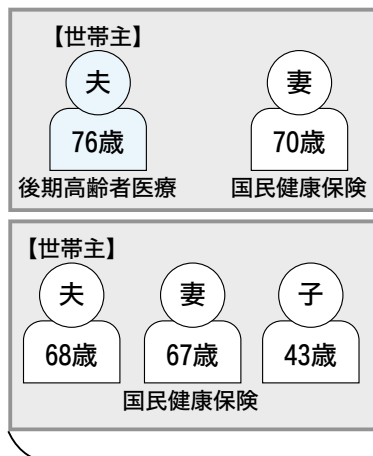 【世帯主】
夫 妻
76歳 70歳
後期高齢者医療 国民健康保険
【世帯主】
夫 妻 子
68歳 67歳 43歳
国民健康保険